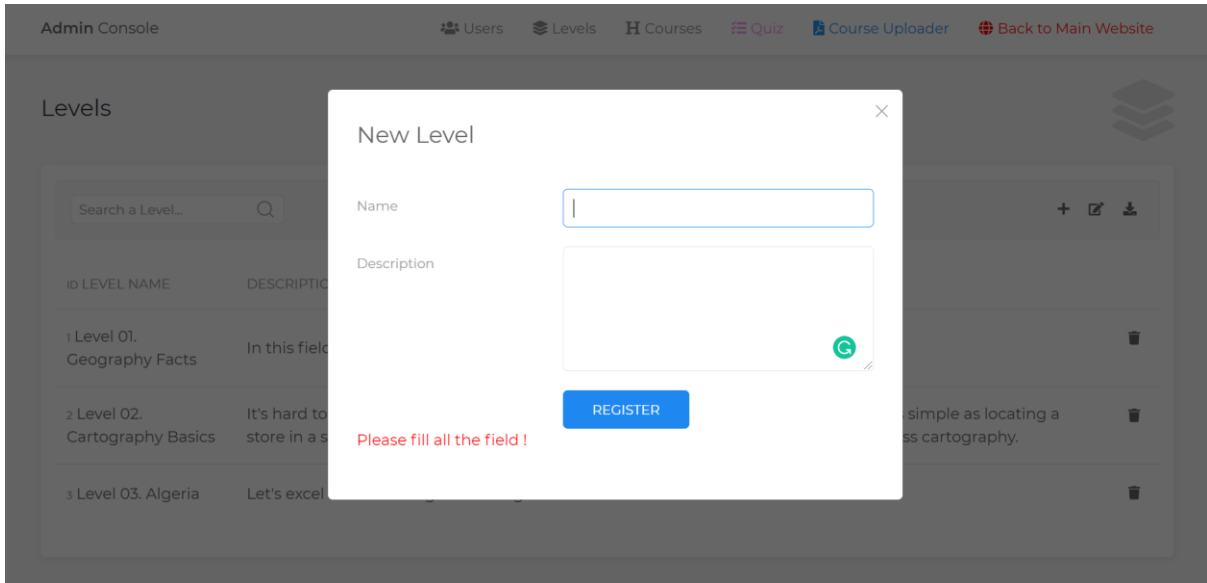 Admin Console
Users
Levels
H Courses
Quiz
Course Uploader
Back to Main Website
Levels
New Level
Name
Search a Level...
Description
ID LEVEL NAME
DESCRIPTIO
1 Level 01.
Geography Facts
In this field
REGISTER
Please fill all the field !
2 Level 02.
Cartography Basics
It's hard to
store in a s
simple as locating a
ss cartography.
3 Level 03. Algeria
Let's excel